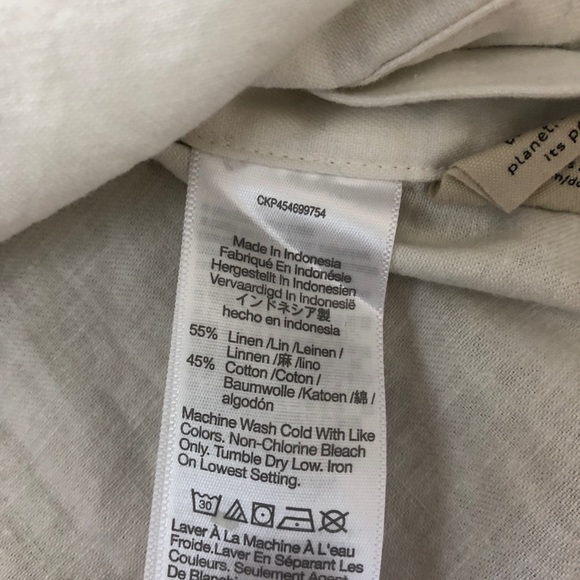 planet.
its p
CKP454699754
Made In Indonesia
Fabriqué En Indonésie
Hergestellt In Indonesien
Vervaardigd In Indonesië
インドネシア製
hecho en indonesia
55% Linen /Lin /Leinen /
Linnen /麻 /lino
45% Cotton /Coton /
Baumwolle /Katoen /綿 /
algodón
Machine Wash Cold With Like
Colors. Non-Chlorine Bleach
Only. Tumble Dry Low. Iron
On Lowest Setting.
30
Laver À La Machine À L'eau
Froide.Laver En Séparant Les
Couleurs. Seulement Agent
De Blanchi